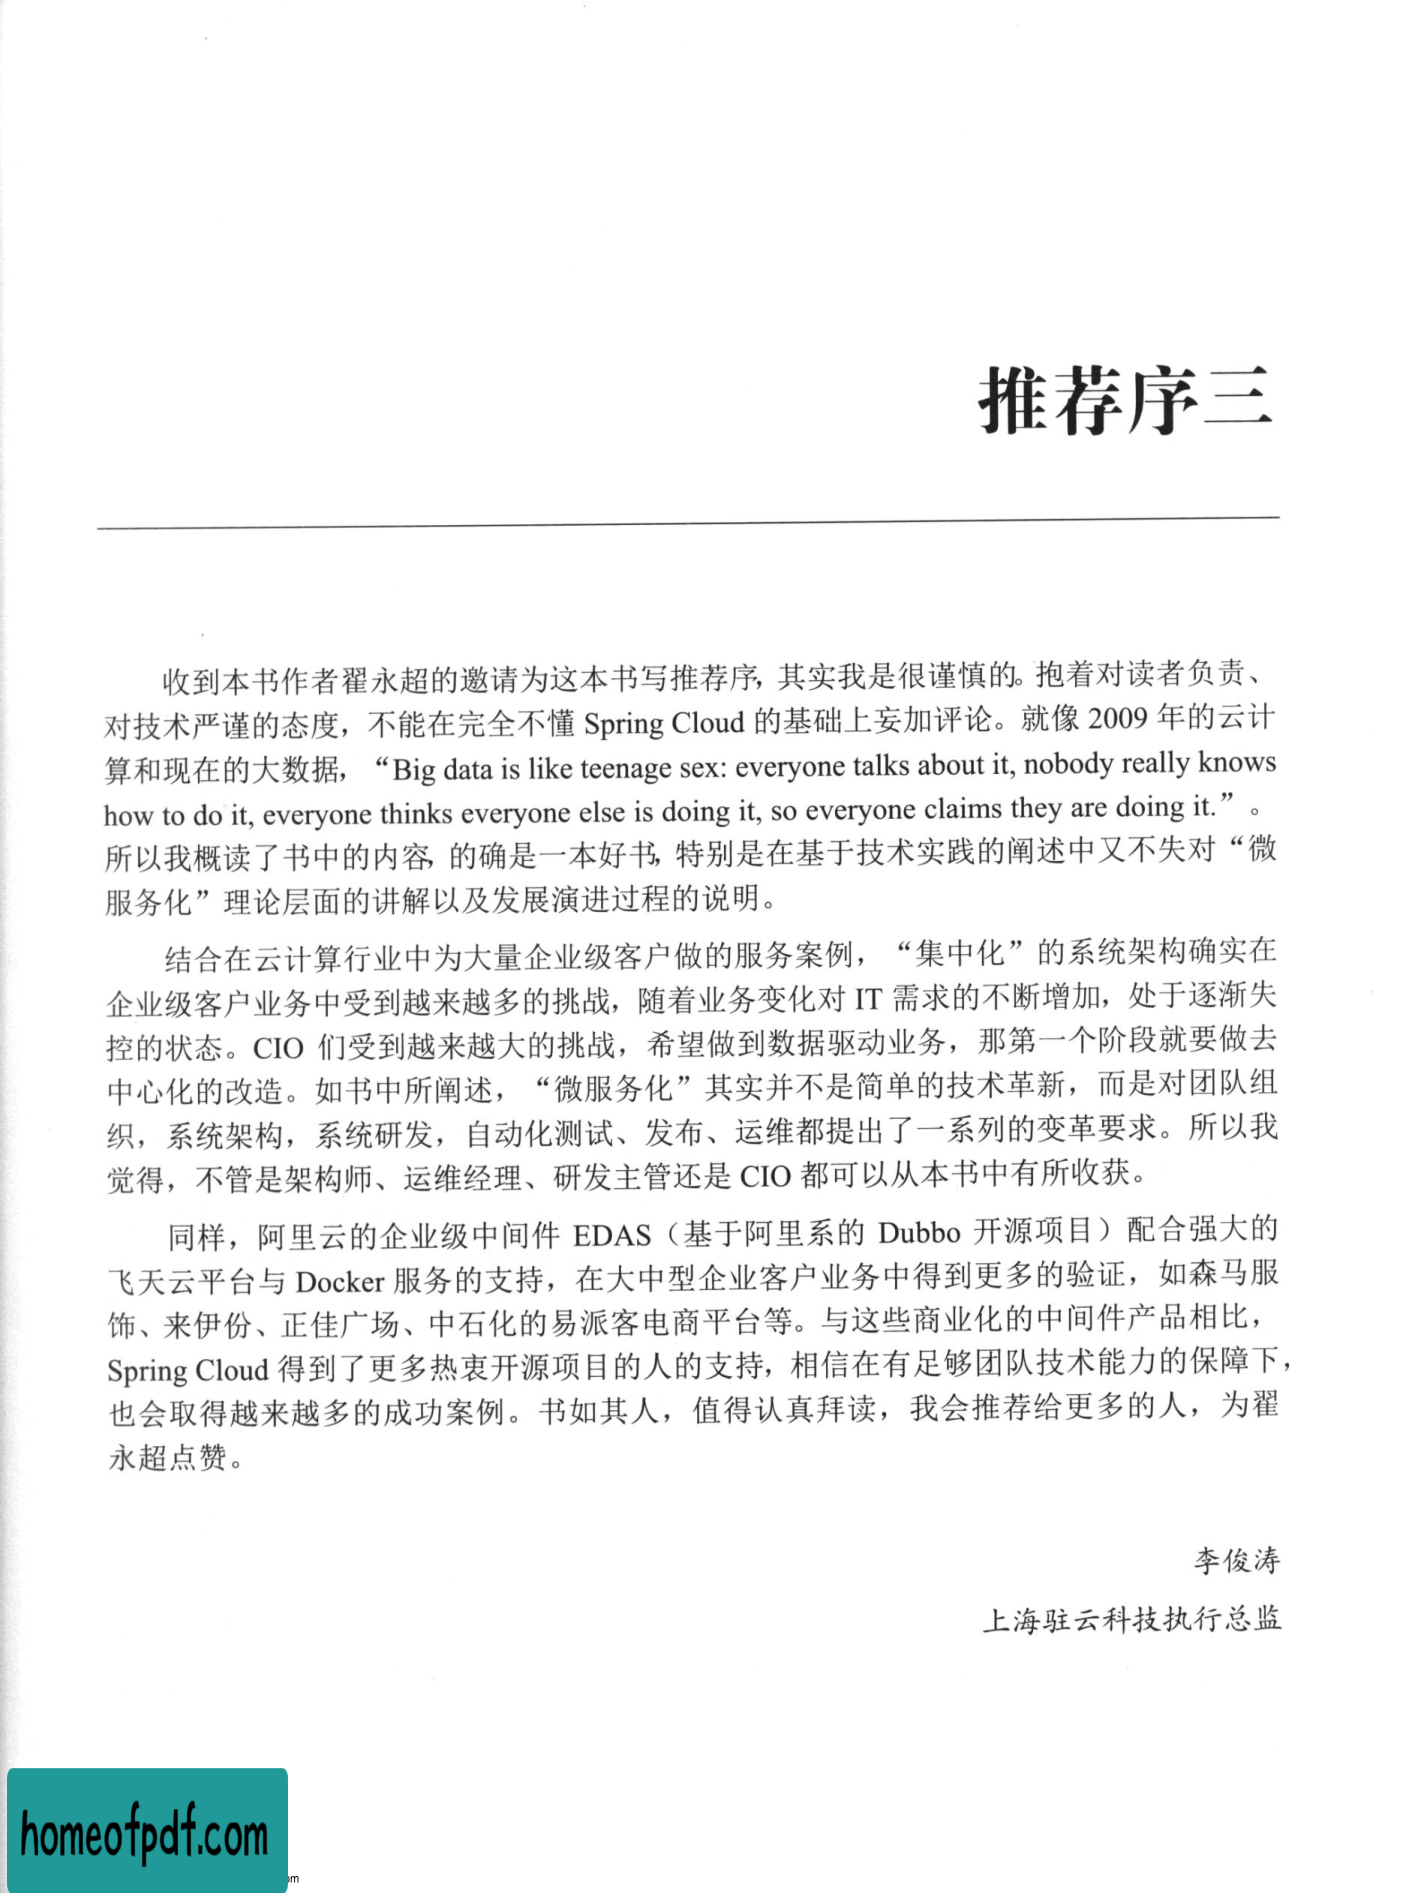 推荐序三
收到本书作者翟永超的邀请为这本书写推荐序，其实我是很谨慎的。抱着对读者负责、
对技术严谨的态度，不能在完全不懂 Spring Cloud 的基础上妄加评论。就像 2009 年的云计
算和现在的大数据，“Big data is like teenage sex: everyone talks about it, nobody really knows
how to do it, everyone thinks everyone else is doing it, so everyone claims they are doing it.”。
所以我概读了书中的内容，的确是一本好书，特别是在基于技术实践的阐述中又不失对“微
服务化”理论层面的讲解以及发展演进过程的说明。
结合在云计算行业中为大量企业级客户做的服务案例，“集中化”的系统架构确实在
企业级客户业务中受到越来越多的挑战，随着业务变化对 IT 需求的不断增加，处于逐渐失
控的状态。CIO 们受到越来越大的挑战，希望做到数据驱动业务，那第一个阶段就要做去
中心化的改造。如书中所阐述，“微服务化”其实并不是简单的技术革新，而是对团队组
织，系统架构，系统研发，自动化测试、发布、运维都提出了一系列的变革要求。所以我
觉得，不管是架构师、运维经理、研发主管还是 CIO 都可以从本书中有所收获。
同样，阿里云的企业级中间件 EDAS（基于阿里系的 Dubbo 开源项目）配合强大的
飞天云平台与 Docker 服务的支持，在大中型企业客户业务中得到更多的验证，如森马服
饰、来伊份、正佳广场、中石化的易派客电商平台等。与这些商业化的中间件产品相比，
Spring Cloud 得到了更多热衷开源项目的人的支持，相信在有足够团队技术能力的保障下，
也会取得越来越多的成功案例。书如其人，值得认真拜读，我会推荐给更多的人，为翟
永超点赞。
李俊涛
上海驻云科技执行总监
homeofpdf.com
om